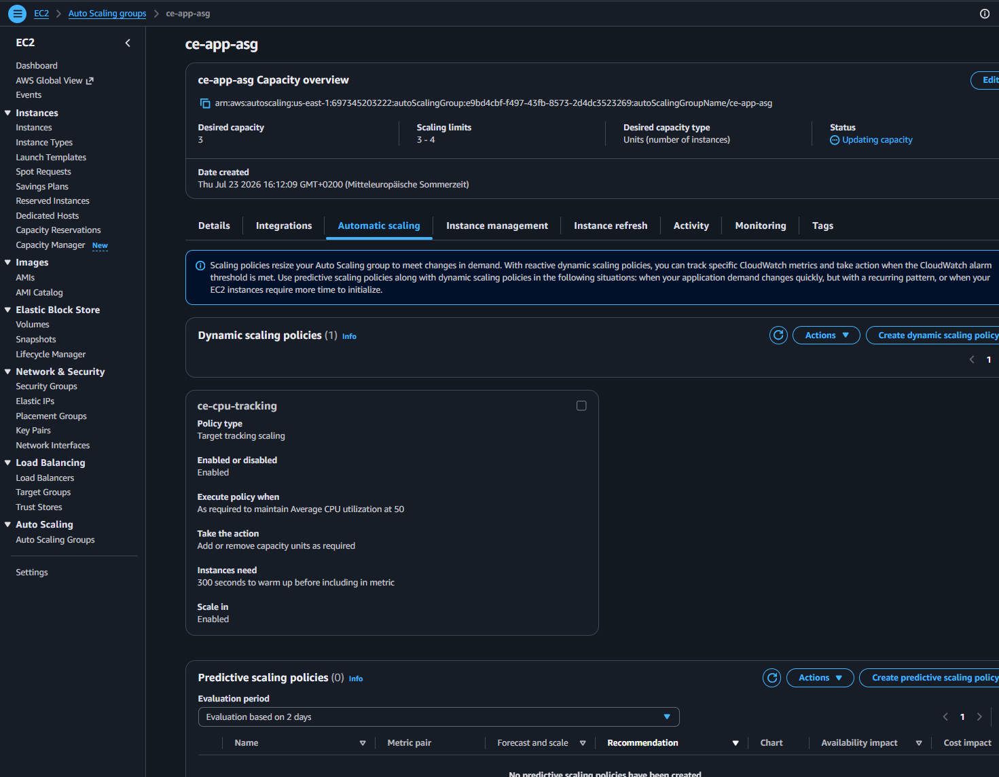 EC2 > Auto Scaling groups > ce-app-asg
EC2
Dashboard
AWS Global View
Events
Instances
Instances
Instance Types
Launch Templates
Spot Requests
Savings Plans
Reserved Instances
Dedicated Hosts
Capacity Reservations
Capacity Manager New
Images
AMIs
AMI Catalog
Elastic Block Store
Volumes
Snapshots
Lifecycle Manager
Network & Security
Security Groups
Elastic IPs
Placement Groups
Key Pairs
Network Interfaces
Load Balancing
Load Balancers
Target Groups
Trust Stores
Auto Scaling
Auto Scaling Groups
Settings
ce-app-asg
ce-app-asg Capacity overview
Edit
arn:aws:autoscaling:us-east-1:697345203222:autoScalingGroup:e9bd4cbf-f497-43fb-8573-2d4dc3523269:autoScalingGroupName/ce-app-asg
Desired capacity
3
Scaling limits
3 - 4
Desired capacity type
Units (number of instances)
Status
Updating capacity
Date created
Thu Jul 23 2026 16:12:09 GMT+0200 (Mitteleuropäische Sommerzeit)
Details Integrations Automatic scaling Instance management Instance refresh Activity Monitoring Tags
Scaling policies resize your Auto Scaling group to meet changes in demand. With reactive dynamic scaling policies, you can track specific CloudWatch metrics and take action when the CloudWatch alarm
threshold is met. Use predictive scaling policies along with dynamic scaling policies in the following situations: when your application demand changes quickly, but with a recurring pattern, or when your
EC2 instances require more time to initialize.
Dynamic scaling policies (1) Info
Actions
Create dynamic scaling policy
1
ce-cpu-tracking
Policy type
Target tracking scaling
Enabled or disabled
Enabled
Execute policy when
As required to maintain Average CPU utilization at 50
Take the action
Add or remove capacity units as required
Instances need
300 seconds to warm up before including in metric
Scale in
Enabled
Predictive scaling policies (0) Info
Actions
Create predictive scaling policy
Evaluation period
Evaluation based on 2 days
1
Name Metric pair Forecast and scale Recommendation Chart Availability impact Cost impact
No predictive scaling policies have been created